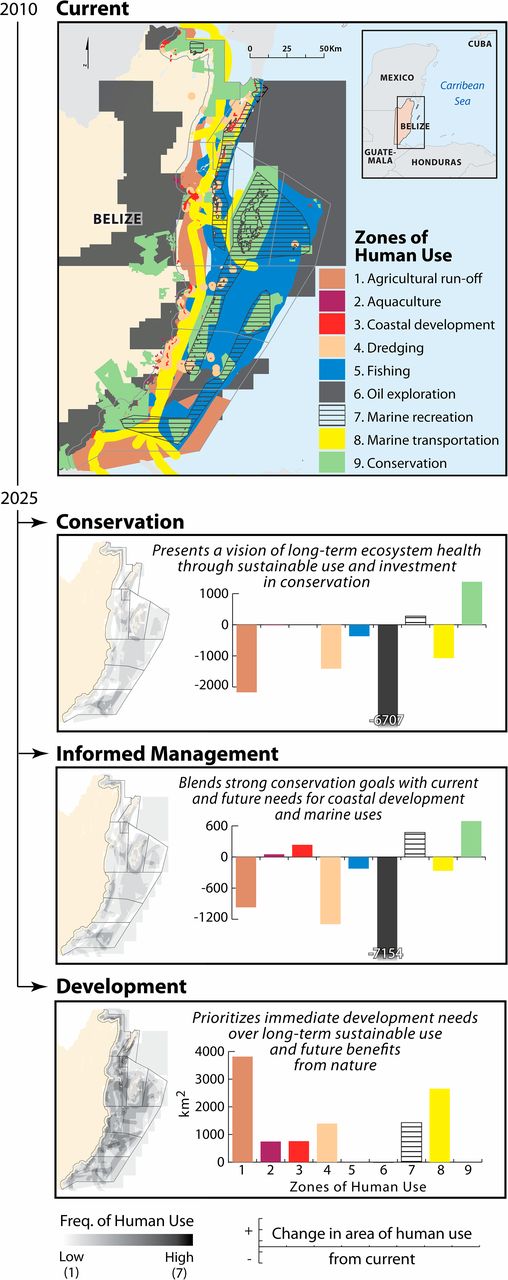 2010
Current
z
0 25 50Km
CUBA
MEXICO
Carribean
Sea
BELIZE
GUATE-
MALA
HONDURAS
BELIZE
Zones of
Human Use
1. Agricultural run-off
2. Aquaculture
3. Coastal development
4. Dredging
5. Fishing
6. Oil exploration
7. Marine recreation
8. Marine transportation
9. Conservation
2025
Conservation
Presents a vision of long-term ecosystem health
through sustainable use and investment
in conservation
1000
0
-1000
-2000
-6707
Informed Management
Blends strong conservation goals with current
and future needs for coastal development
and marine uses
600
0
-600
-1200
-7154
Development
Prioritizes immediate development needs
over long-term sustainable use
and future benefits
from nature
4000
3000
2000
1000
0
km2
1 2 3 4 5 6 7 8 9
Zones of Human Use
Freq. of Human Use
Low High
(1) (7)
+
-
Change in area of human use
from current